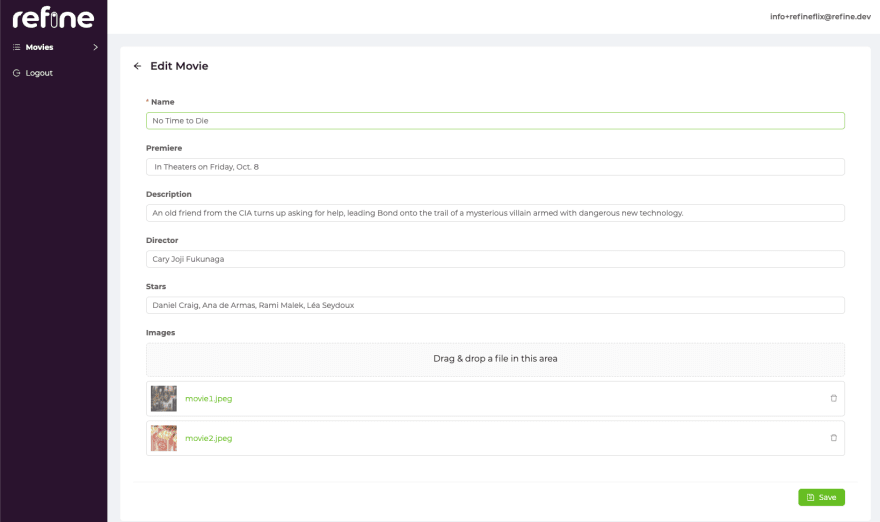 refine
info+refineflix@refine.dev
Movies
Logout
Edit Movie
* Name
No Time to Die
Premiere
In Theaters on Friday, Oct. 8
Description
An old friend from the CIA turns up asking for help, leading Bond onto the trail of a mysterious villain armed with dangerous new technology.
Director
Cary Joji Fukunaga
Stars
Daniel Craig, Ana de Armas, Rami Malek, Léa Seydoux
Images
Drag & drop a file in this area
movie1.jpeg
movie2.jpeg
Save